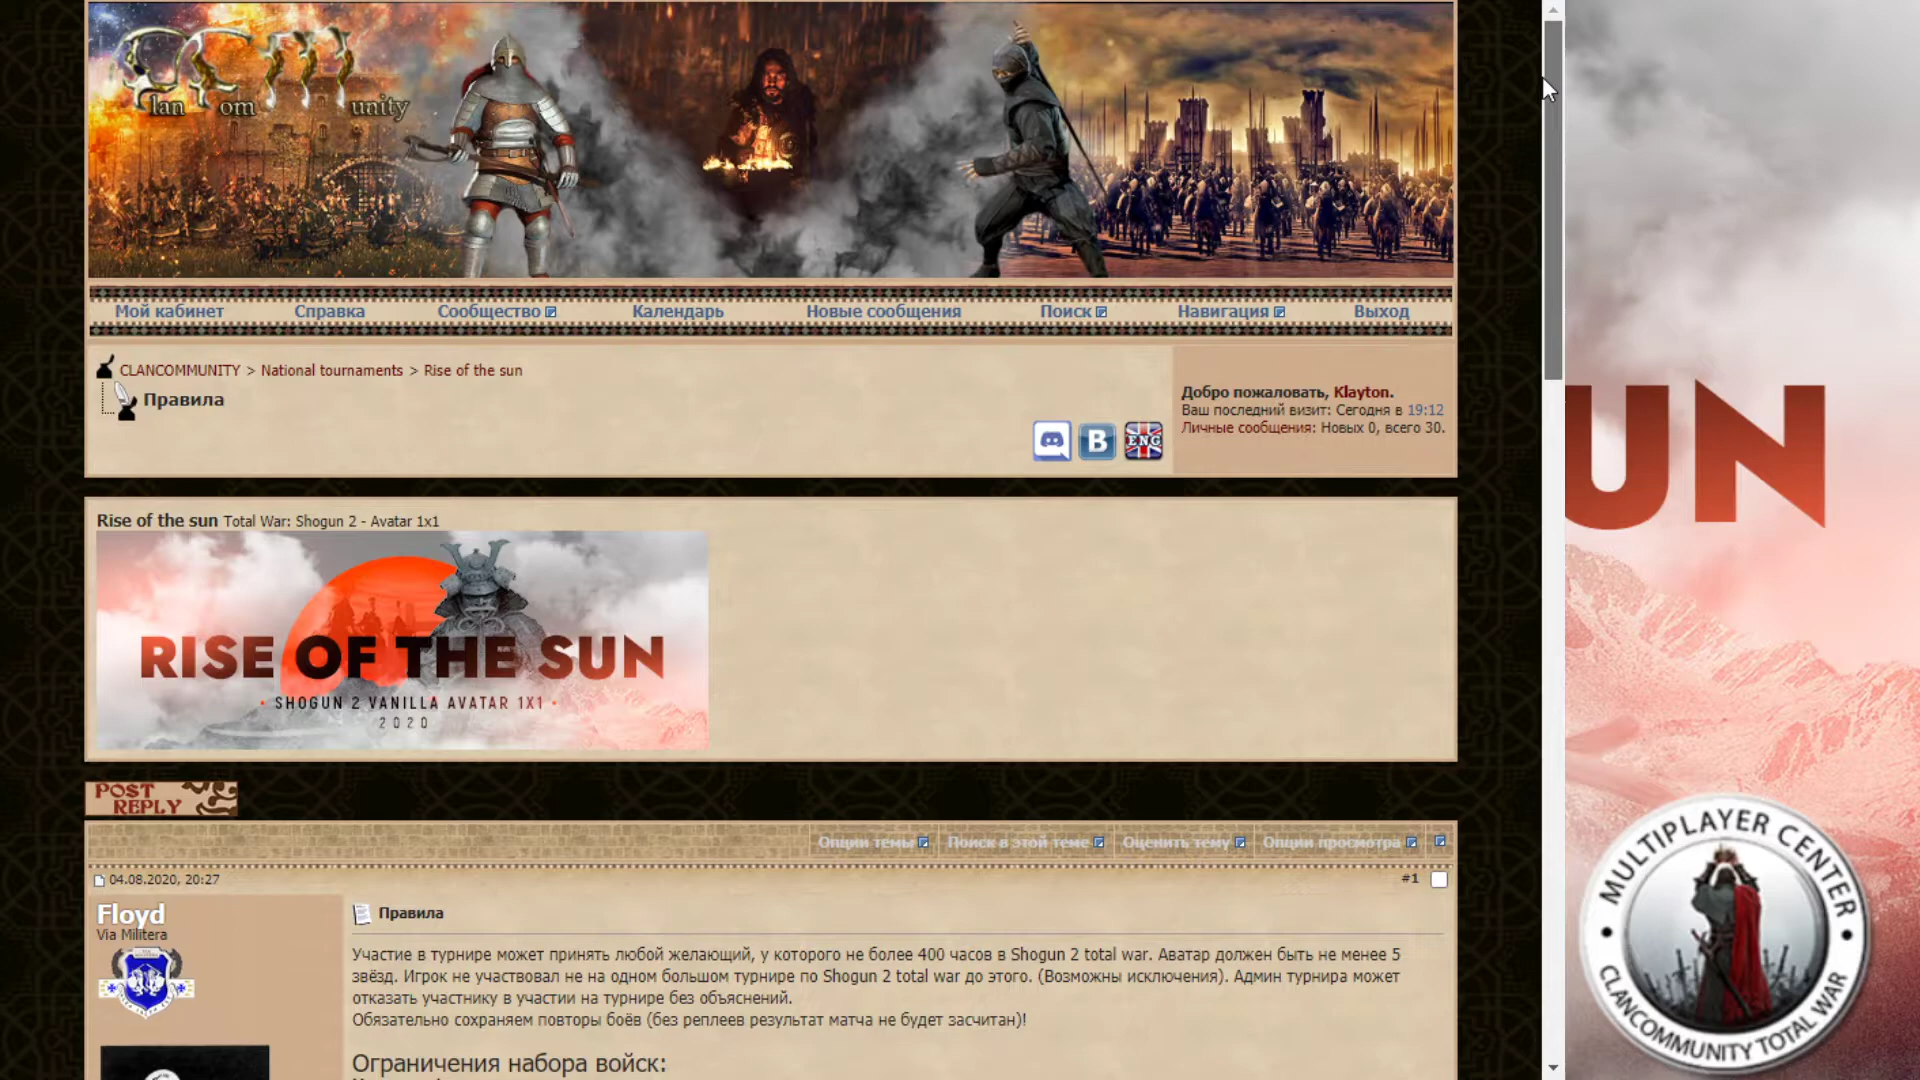 Clan Com Munity
Мой кабинет Справка Сообщество Календарь Новые сообщения Поиск Навигация Выход
CLANCOMMUNITY > National tournaments > Rise of the sun
Правила
Добро пожаловать, Klayton.
Ваш последний визит: Сегодня в 19:12
Личные сообщения: Новых 0, всего 30.
B ENG
Rise of the sun Total War: Shogun 2 - Avatar 1x1
RISE OF THE SUN
• SHOGUN 2 VANILLA AVATAR 1X1 •
2020
POST
REPLY
Опции темы Поиск в этой теме Оценить тему Опции просмотра
04.08.2020, 20:27 #1
Floyd
Via Militera
Правила
Участие в турнире может принять любой желающий, у которого не более 400 часов в Shogun 2 total war. Аватар должен быть не менее 5
звёзд. Игрок не участвовал не на одном большом турнире по Shogun 2 total war до этого. (Возможны исключения). Админ турнира может
отказать участнику в участии на турнире без объяснений.
Обязательно сохраняем повторы боёв (без реплеев результат матча не будет засчитан)!
Ограничения набора войск:
UN
MULTIPLAYER CENTER
CLANCOMMUNITY TOTAL WAR